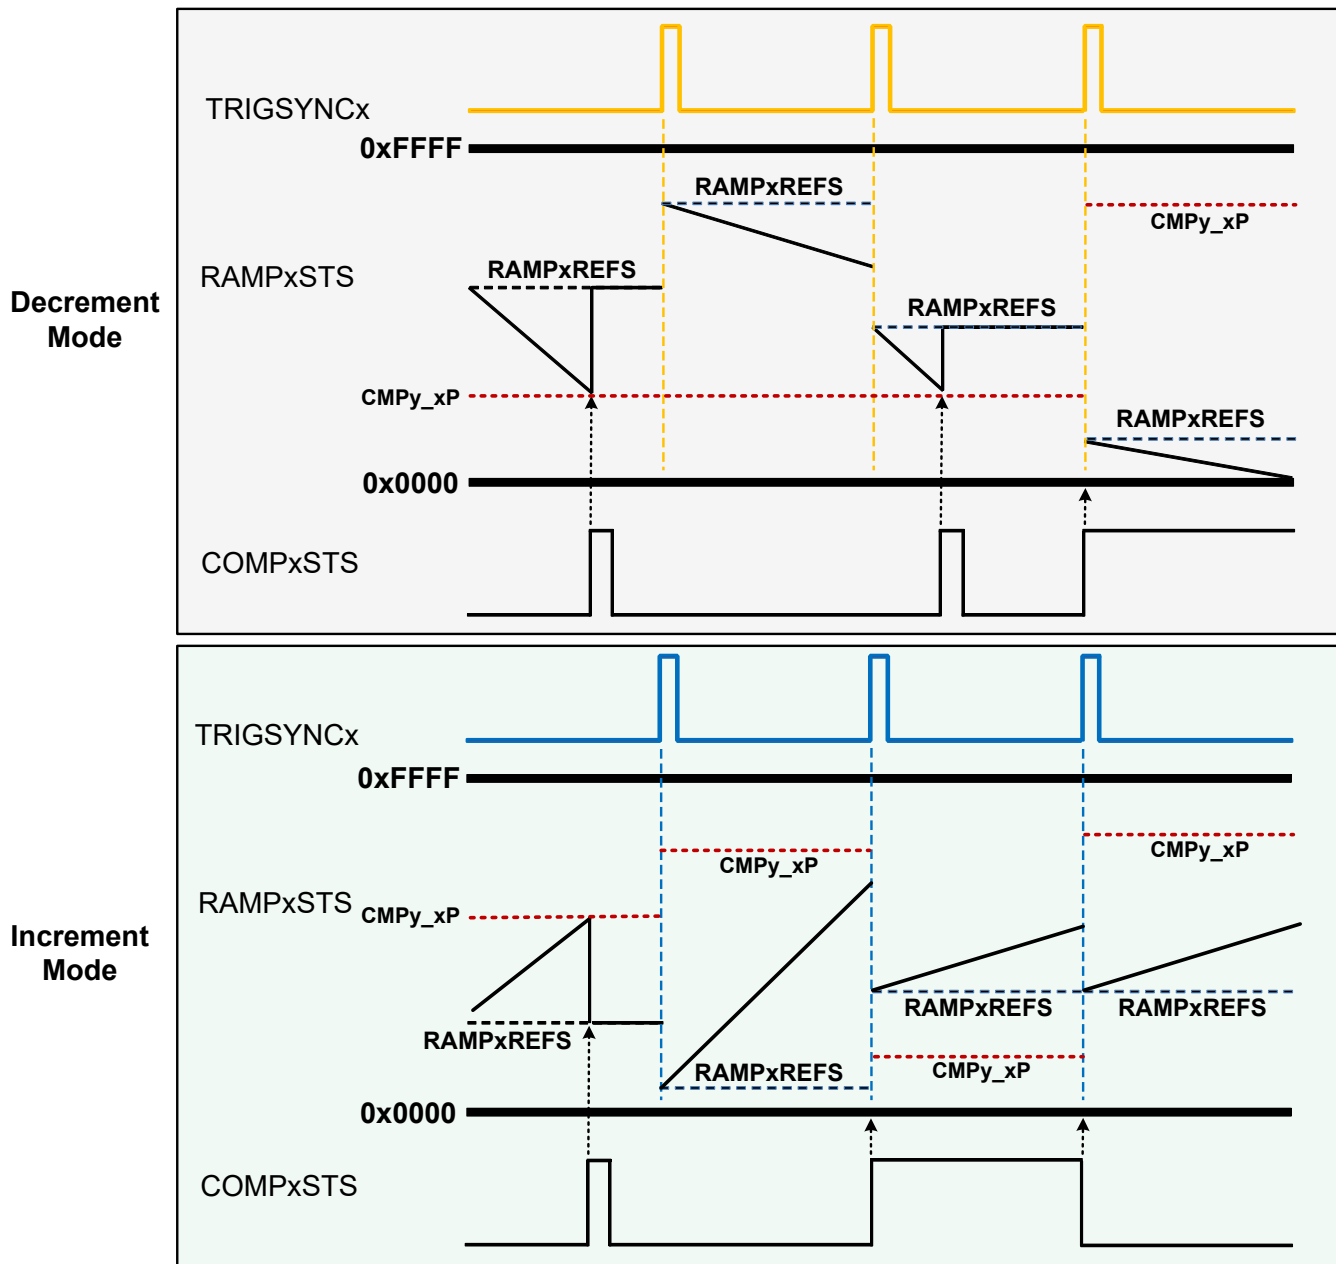 TRIGSYNCx
0xFFFF
RAMPxREFS
CMPy_xP
RAMPxSTS
RAMPxREFS
RAMPxREFS
Decrement
Mode
CMPy_xP
RAMPxREFS
0x0000
COMPxSTS
TRIGSYNCx
0xFFFF
CMPy_xP
CMPy_xP
RAMPxSTS
CMPy_xP
Increment
Mode
RAMPxREFS
RAMPxREFS
RAMPxREFS
RAMPxREFS
CMPy_xP
0x0000
COMPxSTS